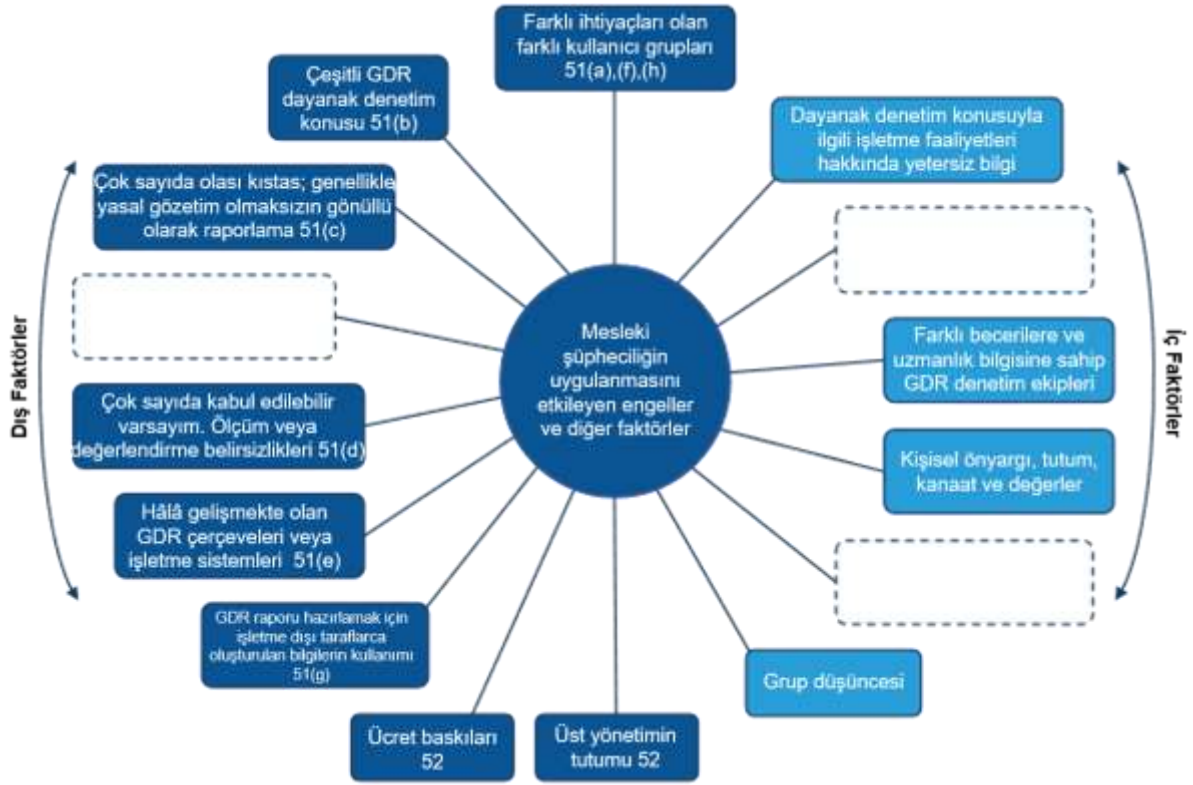 Farklı ihtiyaçları olan
farklı kullanıcı grupları
51(a),(f),(h)
Çeşitli GDR
dayanak denetim
konusu 51(b)
Dayanak denetim konusuyla
ilgili işletme faaliyetleri
hakkında yetersiz bilgi
Çok sayıda olası kıstas; genellikle
yasal gözetim olmaksızın gönüllü
olarak raporlama 51(c)
Dış Faktörler
İç Faktörler
Mesleki
şüpheciliğin
uygulanmasını
etkileyen engeller
ve diğer faktörler
Farklı becerilere ve
uzmanlık bilgisine sahip
GDR denetim ekipleri
Çok sayıda kabul edilebilir
varsayım. Ölçüm veya
değerlendirme belirsizlikleri 51(d)
Kişisel önyargı, tutum,
kanaat ve değerler
Hâlâ gelişmekte olan
GDR çerçeveleri veya
işletme sistemleri 51(e)
GDR raporu hazırlamak için
işletme dışı taraflarca
oluşturulan bilgilerin kullanımı
51(g)
Grup düşüncesi
Ücret baskıları
52
Üst yönetimin
tutumu 52